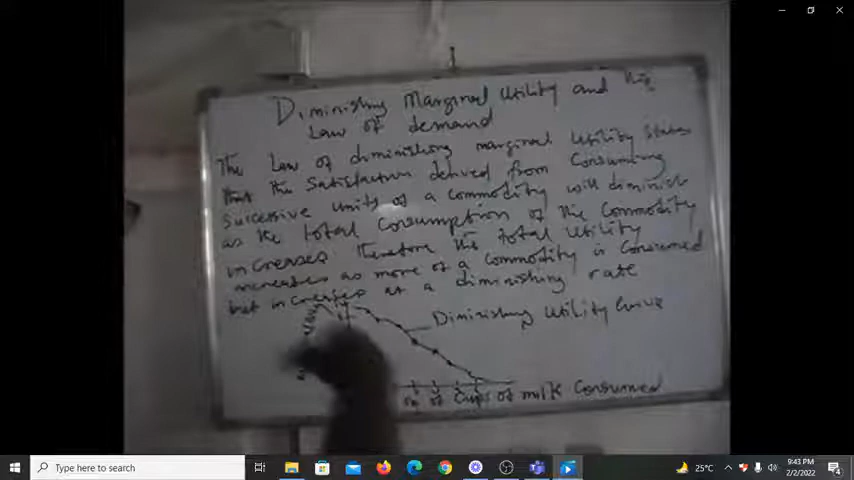 Diminishing Marginal Utility and the
Law of demand
The Law of diminishing marginal Utility states
that the Satisfaction derived from Consuming
Successive Units of a commodity will diminish
as the total Consumption of the Commodity
increases therefore the total Utility
increases as more of a commodity is Consumed
but increases at a diminishing rate
Diminishing Utility Curve
of Cups of milk Consumed
Type here to search
25°C
9:43 PM
2/2/2022
4